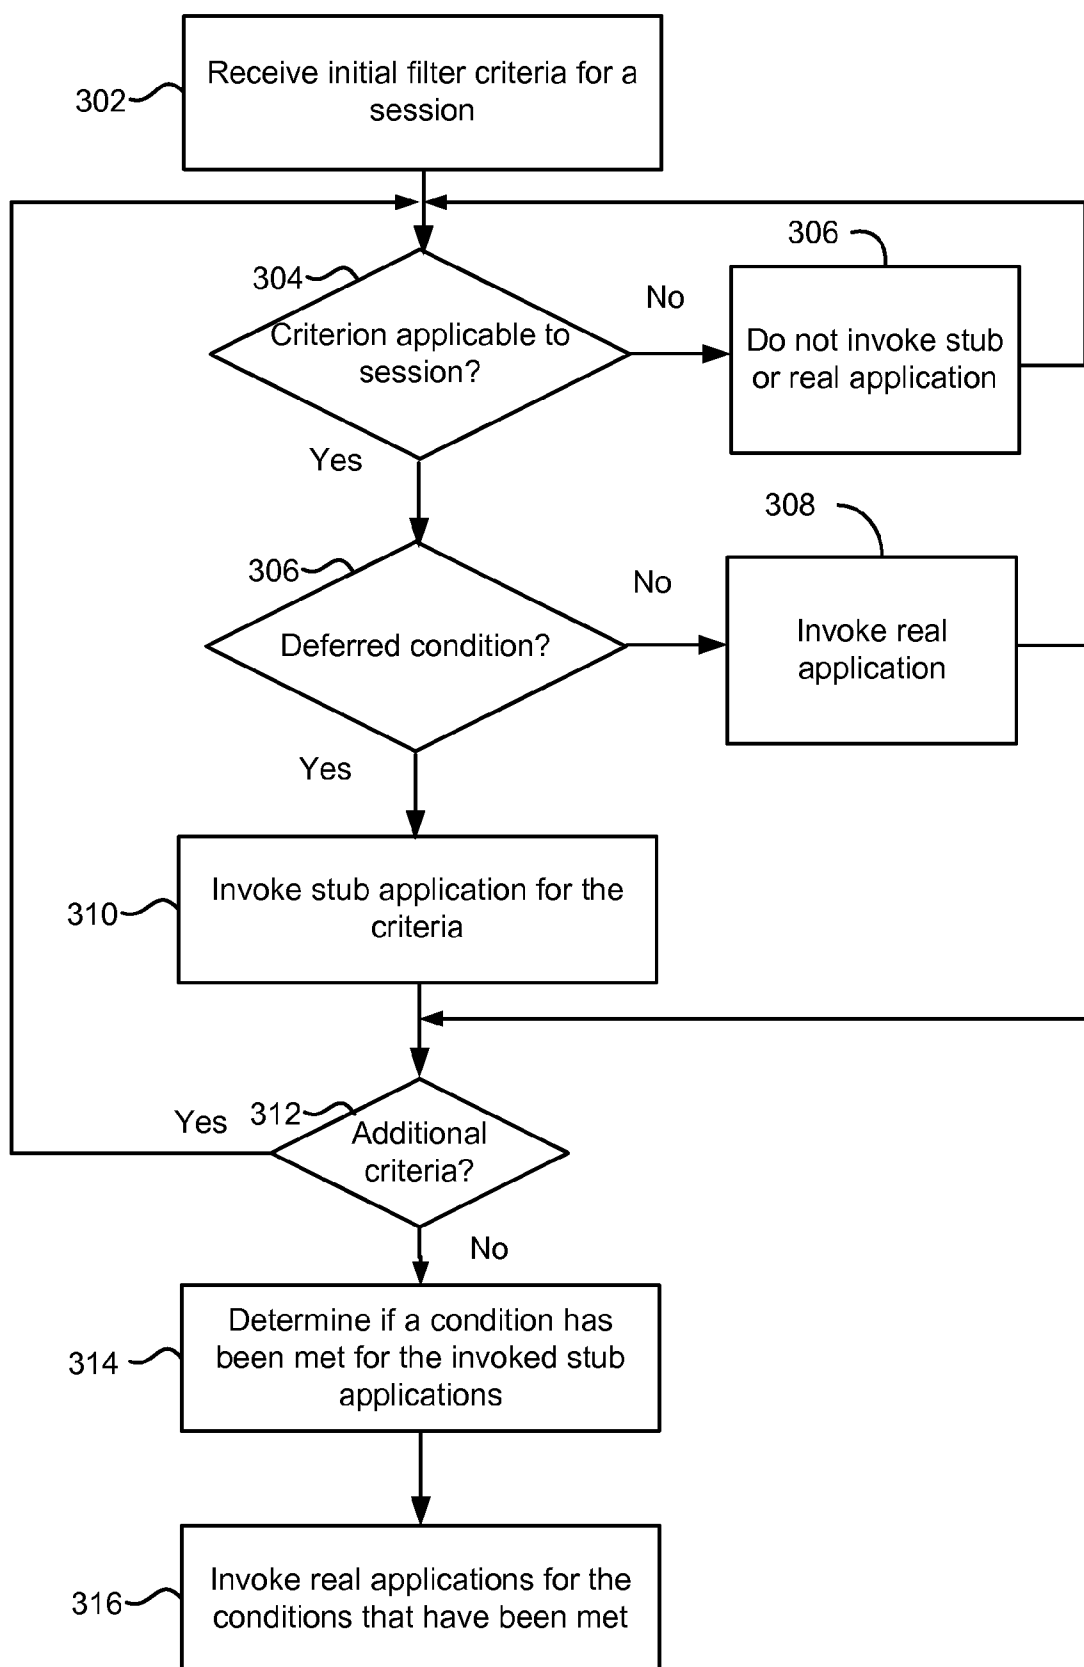 Receive initial filter criteria for a
session
302
306
304
No
Criterion applicable to
session?
Do not invoke stub
or real application
Yes
308
306
No
Deferred condition?
Invoke real
application
Yes
Invoke stub application for the
criteria
310
312
Yes
Additional
criteria?
No
Determine if a condition has
been met for the invoked stub
applications
314
Invoke real applications for the
conditions that have been met
316